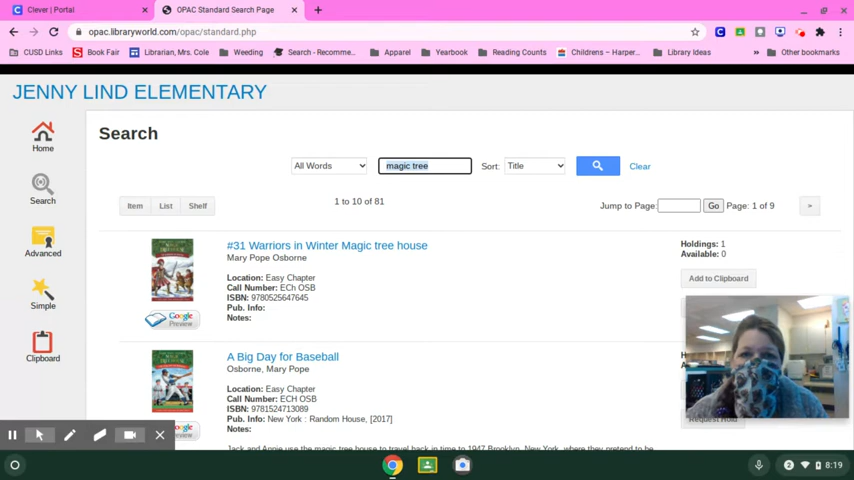 Clever | Portal
OPAC Standard Search Page
opac.libraryworld.com/opac/standard.php
CUSD Links
Book Fair
Librarian, Mrs. Cole
Weeding
Search - Recomme..
Apparel
Yearbook
Reading Counts
Childrens – Harper...
Library Ideas
Other bookmarks
JENNY LIND ELEMENTARY
Home
Search
Advanced
Simple
Clipboard
Search
All Words
magic tree
Sort:
Title
Clear
Item
List
Shelf
1 to 10 of 81
Jump to Page:
Go
Page: 1 of 9
>
#31 Warriors in Winter Magic tree house
Mary Pope Osborne
Location: Easy Chapter
Call Number: ECh OSB
ISBN: 9780525647645
Pub. Info:
Notes:
Google
Preview
Holdings: 1
Available: 0
Add to Clipboard
A Big Day for Baseball
Osborne, Mary Pope
Location: Easy Chapter
Call Number: ECH OSB
ISBN: 9781524713089
Pub. Info: New York : Random House, [2017]
Notes:
Google
Preview
Request Hold
Jack and Annie use the magic tree house to travel back in time to 1947 Brooklyn, New York, where they pretend to be
2
8:19